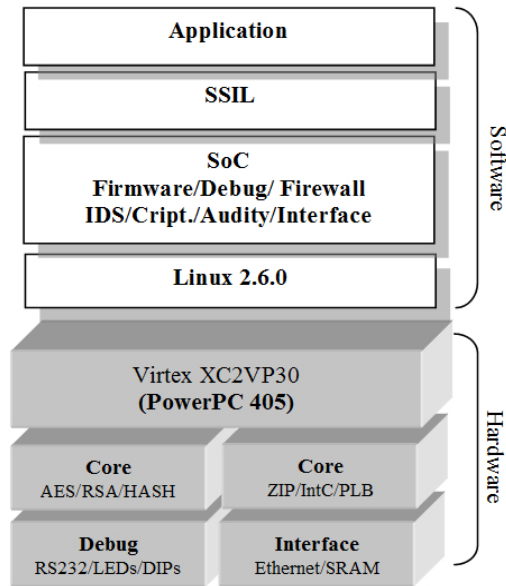 Application
SSIL
SoC
Firmware/Debug/ Firewall
IDS/Cript./Audity/Interface
Linux 2.6.0
Software
Virtex XC2VP30
(PowerPC 405)
Core
AES/RSA/HASH
Core
ZIP/IntC/PLB
Debug
RS232/LEDs/DIPs
Interface
Ethernet/SRAM
Hardware